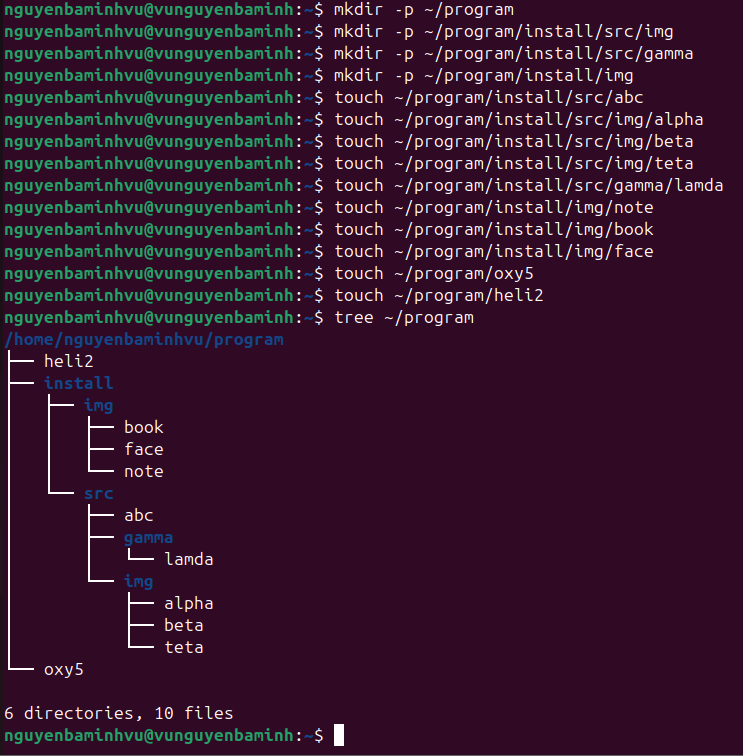 nguyenbaminhvu@vunguyenbaminh:~$ mkdir -p ~/program
nguyenbaminhvu@vunguyenbaminh:~$ mkdir -p ~/program/install/src/img
nguyenbaminhvu@vunguyenbaminh:~$ mkdir -p ~/program/install/src/gamma
nguyenbaminhvu@vunguyenbaminh:~$ mkdir -p ~/program/install/img
nguyenbaminhvu@vunguyenbaminh:~$ touch ~/program/install/src/abc
nguyenbaminhvu@vunguyenbaminh:~$ touch ~/program/install/src/img/alpha
nguyenbaminhvu@vunguyenbaminh:~$ touch ~/program/install/src/img/beta
nguyenbaminhvu@vunguyenbaminh:~$ touch ~/program/install/src/img/teta
nguyenbaminhvu@vunguyenbaminh:~$ touch ~/program/install/src/gamma/lamda
nguyenbaminhvu@vunguyenbaminh:~$ touch ~/program/install/img/note
nguyenbaminhvu@vunguyenbaminh:~$ touch ~/program/install/img/book
nguyenbaminhvu@vunguyenbaminh:~$ touch ~/program/install/img/face
nguyenbaminhvu@vunguyenbaminh:~$ touch ~/program/oxy5
nguyenbaminhvu@vunguyenbaminh:~$ touch ~/program/heli2
nguyenbaminhvu@vunguyenbaminh:~$ tree ~/program
/home/nguyenbaminhvu/program
├── heli2
├── install
│   ├── img
│   │   ├── book
│   │   ├── face
│   │   └── note
│   └── src
│       ├── abc
│       ├── gamma
│       │   └── lamda
│       └── img
│           ├── alpha
│           ├── beta
│           └── teta
└── oxy5
6 directories, 10 files
nguyenbaminhvu@vunguyenbaminh:~$